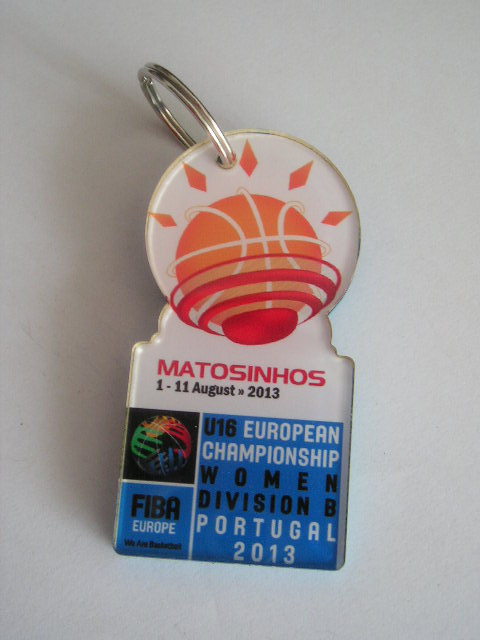 MATOSINHOS
1 - 11 August » 2013
U16 EUROPEAN
CHAMPIONSHIP
WOMEN
DIVISION B
PORTUGAL
2013
FIBA
EUROPE
We Are Basketball